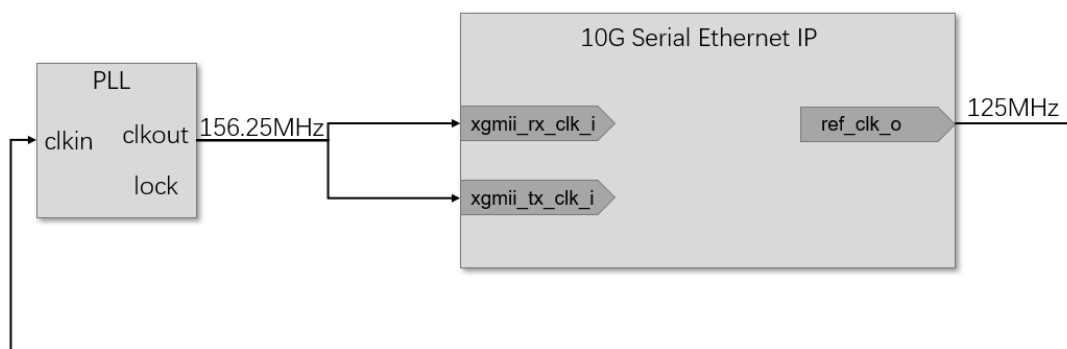 10G Serial Ethernet IP
PLL
clkin
clkout
lock
156.25MHz
xgmii_rx_clk_i
xgmii_tx_clk_i
ref_clk_o
125MHz